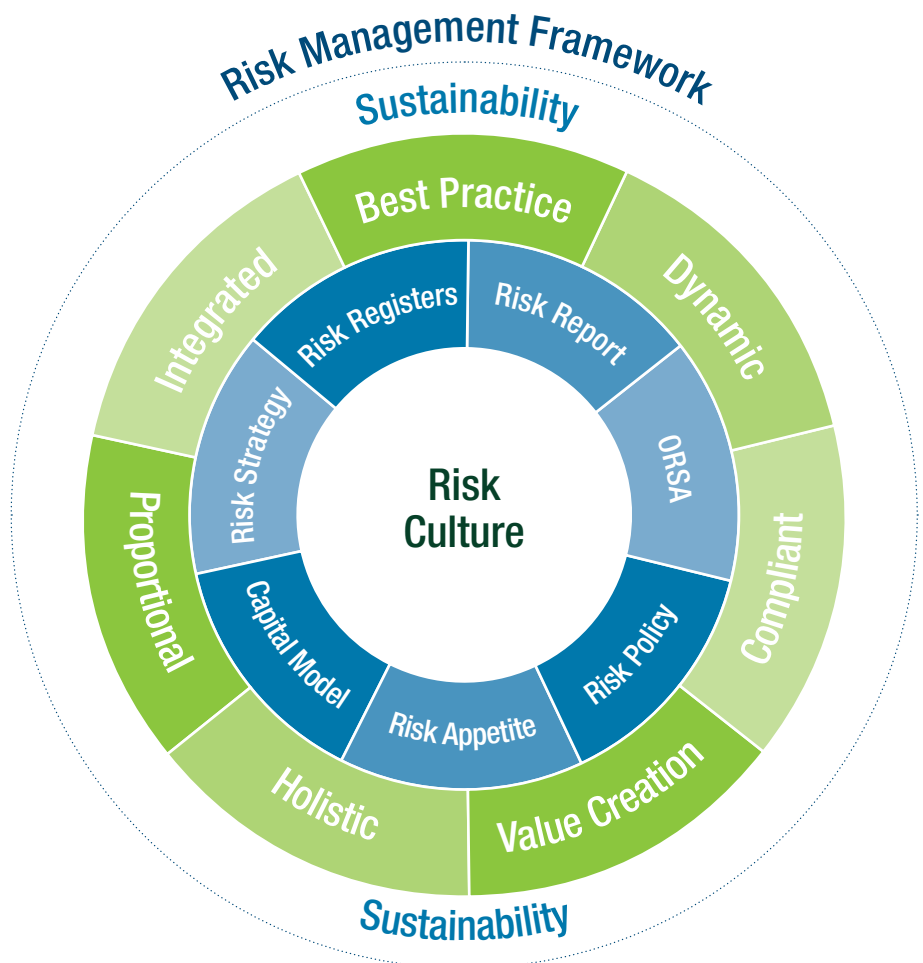 Risk Management Framework
Sustainability
Best Practice
Dynamic
Compliant
Value Creation
Holistic
Proportional
Integrated
Risk Registers
Risk Report
ORSA
Risk Policy
Risk Appetite
Capital Model
Risk Strategy
Risk
Culture
Sustainability